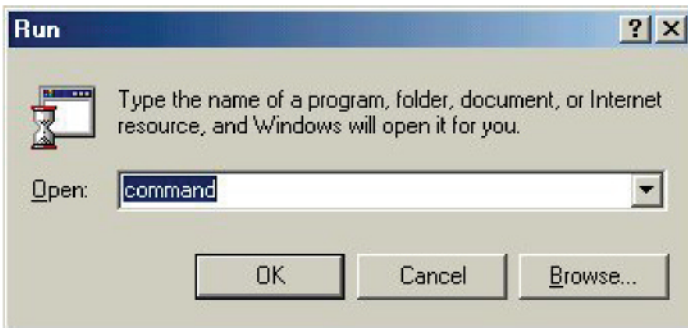 Run
Type the name of a program, folder, document, or Internet
resource, and Windows will open it for you.
Open: command
OK Cancel Browse...